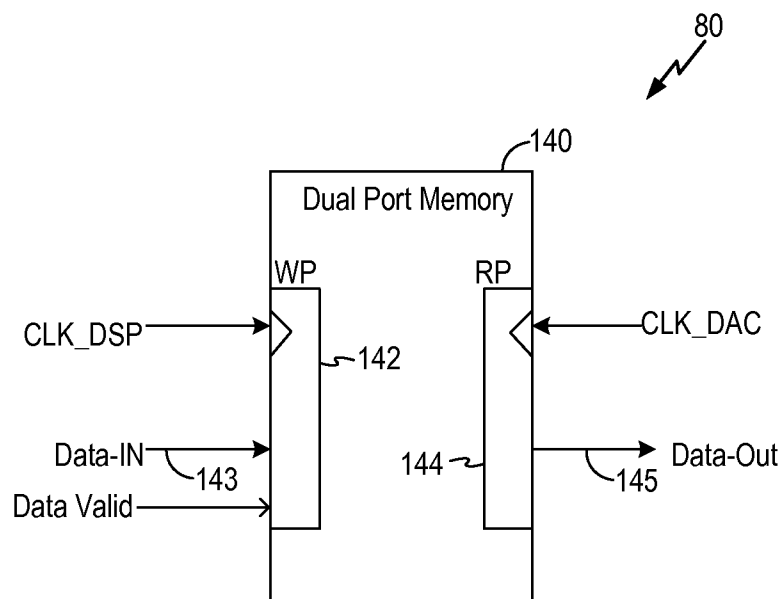 80
140
Dual Port Memory
WP
RP
CLK_DSP
CLK_DAC
142
Data-IN
143
144
145
Data-Out
Data Valid